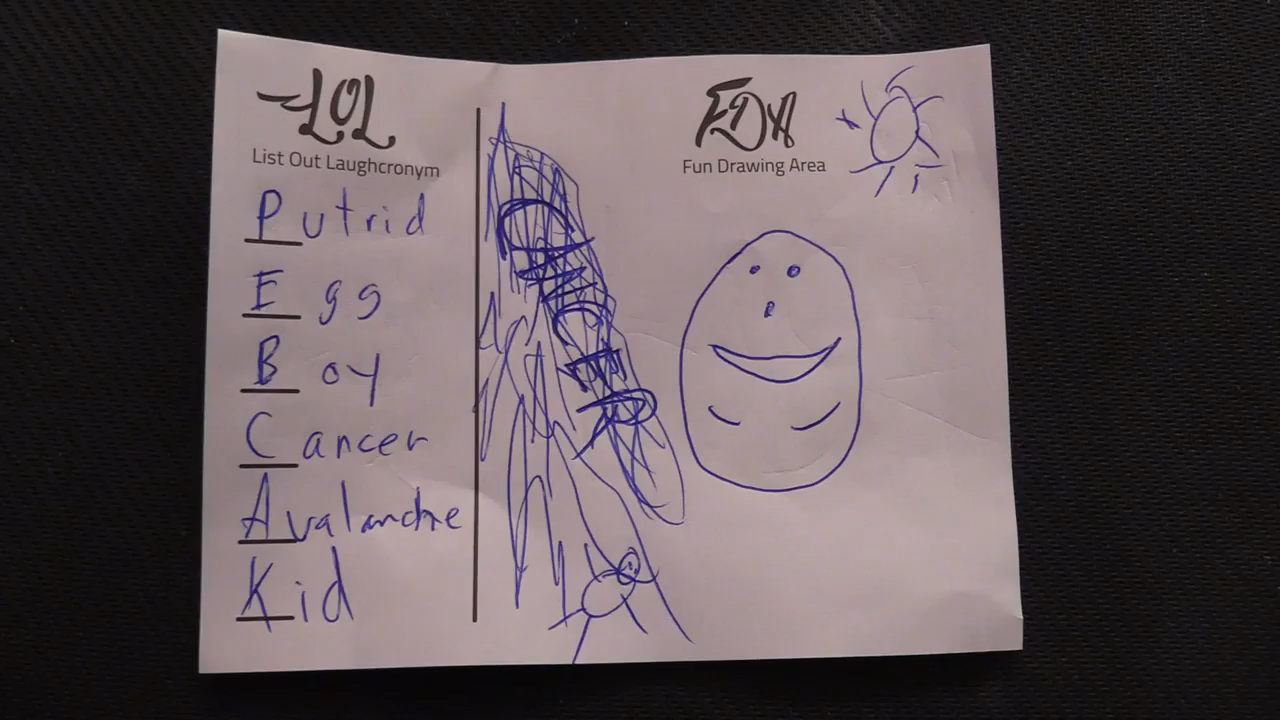 LOL
List Out Laughcronym
Putrid
Egg
Boy
Cancer
Avalanche
Kid
FDA
Fun Drawing Area
CANCER